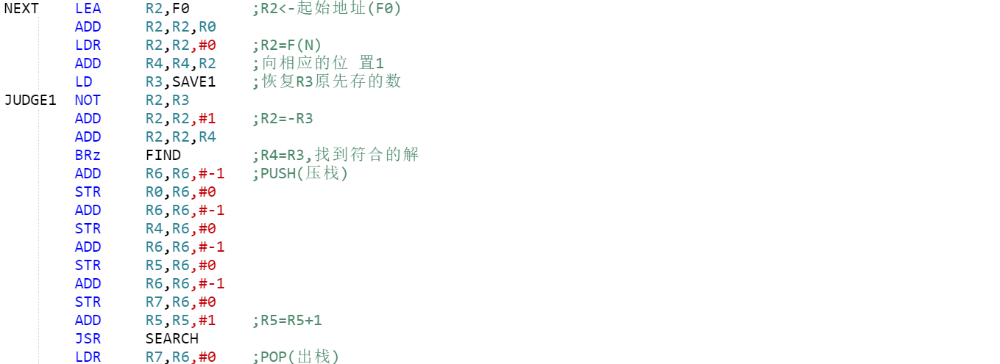 NEXT LEA R2,F0 ;R2<-起始地址(F0)
ADD R2,R2,R0
LDR R2,R2,#0 ;R2=F(N)
ADD R4,R4,R2 ;向相应的位 置1
LD R3,SAVE1 ;恢复R3原先存的数
JUDGE1 NOT R2,R3
ADD R2,R2,#1 ;R2=-R3
ADD R2,R2,R4
BRz FIND ;R4=R3,找到符合的解
ADD R6,R6,#-1 ;PUSH(压栈)
STR R0,R6,#0
ADD R6,R6,#-1
STR R4,R6,#0
ADD R6,R6,#-1
STR R5,R6,#0
ADD R6,R6,#-1
STR R7,R6,#0
ADD R5,R5,#1 ;R5=R5+1
JSR SEARCH
LDR R7,R6,#0 ;POP(出栈)